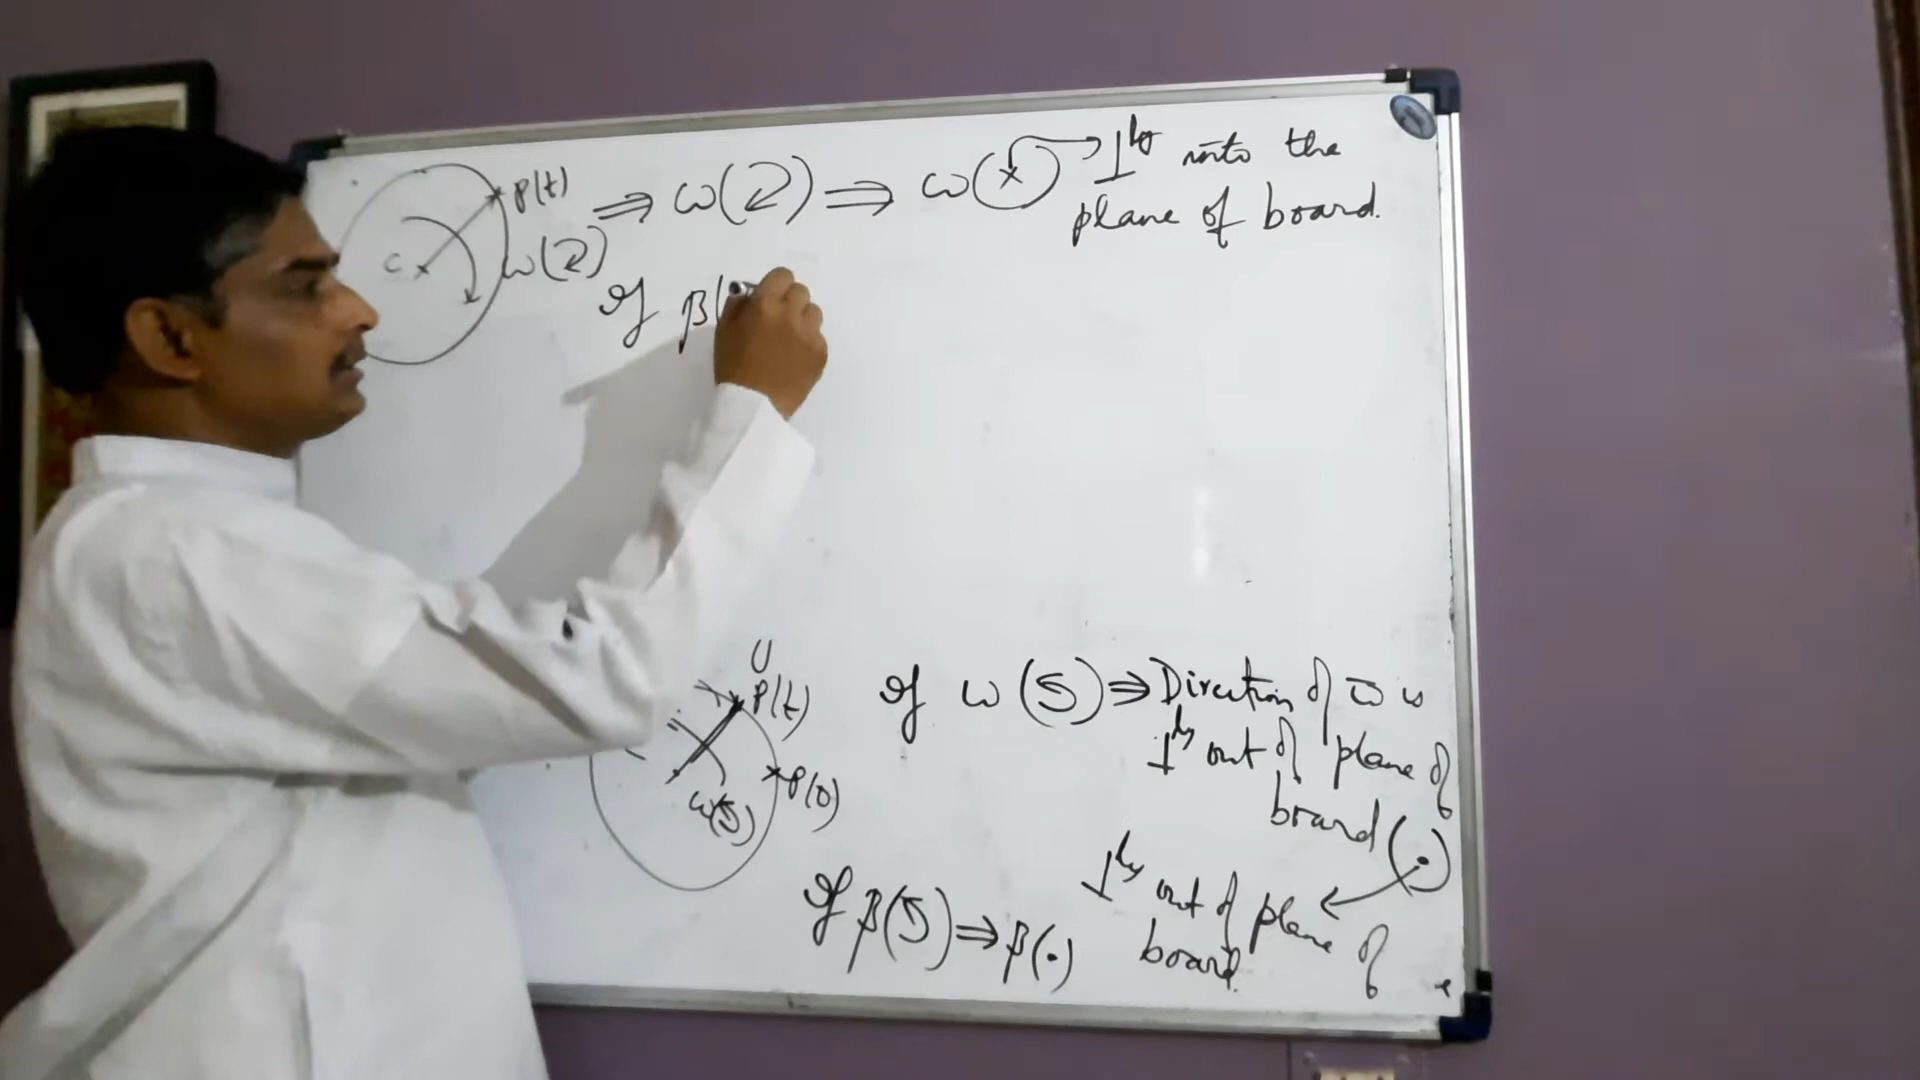 P(t)
C
ω(↻)
⇒ ω(↻) ⇒ ω(×) → ⊥ly into the
plane of board.
If β(
U
P(t)
P(0)
ω(↺)
If ω(↺) ⇒ Direction of ω̄ is
⊥ly out of plane of
board (·)
⊥ly out of plane of
board.
If β(↺) ⇒ β(·)